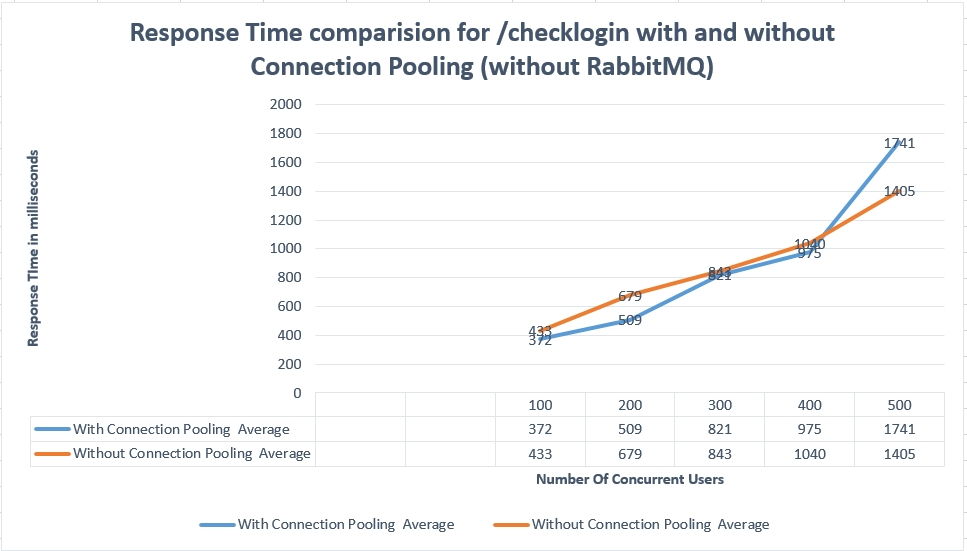 Response Time comparision for /checklogin with and without
Connection Pooling (without RabbitMQ)
Response TIme in milliseconds
2000
1800
1600
1400
1200
1000
800
600
400
200
0
1741
1405
1040
975
843
821
679
509
433
372
100 200 300 400 500
With Connection Pooling Average 372 509 821 975 1741
Without Connection Pooling Average 433 679 843 1040 1405
Number Of Concurrent Users
With Connection Pooling Average Without Connection Pooling Average